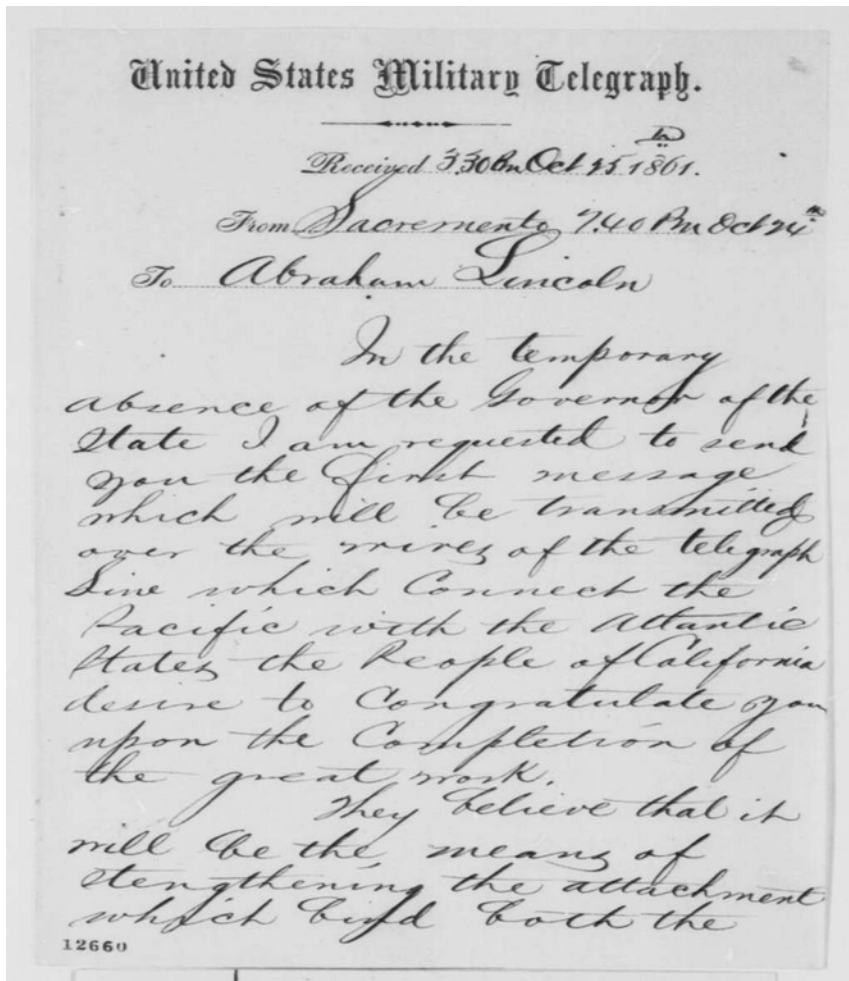 United States Military Telegraph.
Received 3.30 Pm Oct 25 1861.
From Sacremento 7.40 Pm Oct 24th
To Abraham Lincoln
In the temporary
absence of the Governor of the
State I am requested to send
you the first message
which will be transmitted
over the wires of the telegraph
Line which Connect the
Pacific with the Atlantic
States the People of California
desire to Congratulate you
upon the Completion of
the great work.
They believe that it
will be the means of
stengthening the attachment
which bind both the
12660